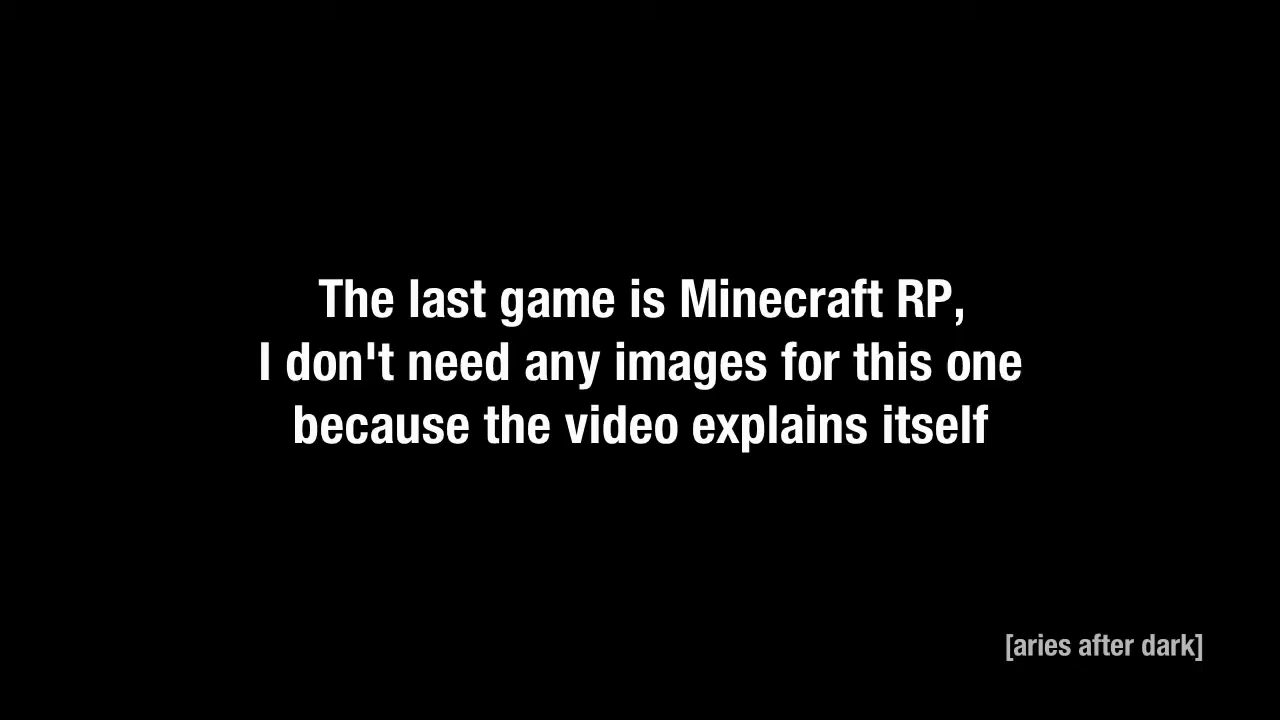 The last game is Minecraft RP,
I don't need any images for this one
because the video explains itself
[aries after dark]